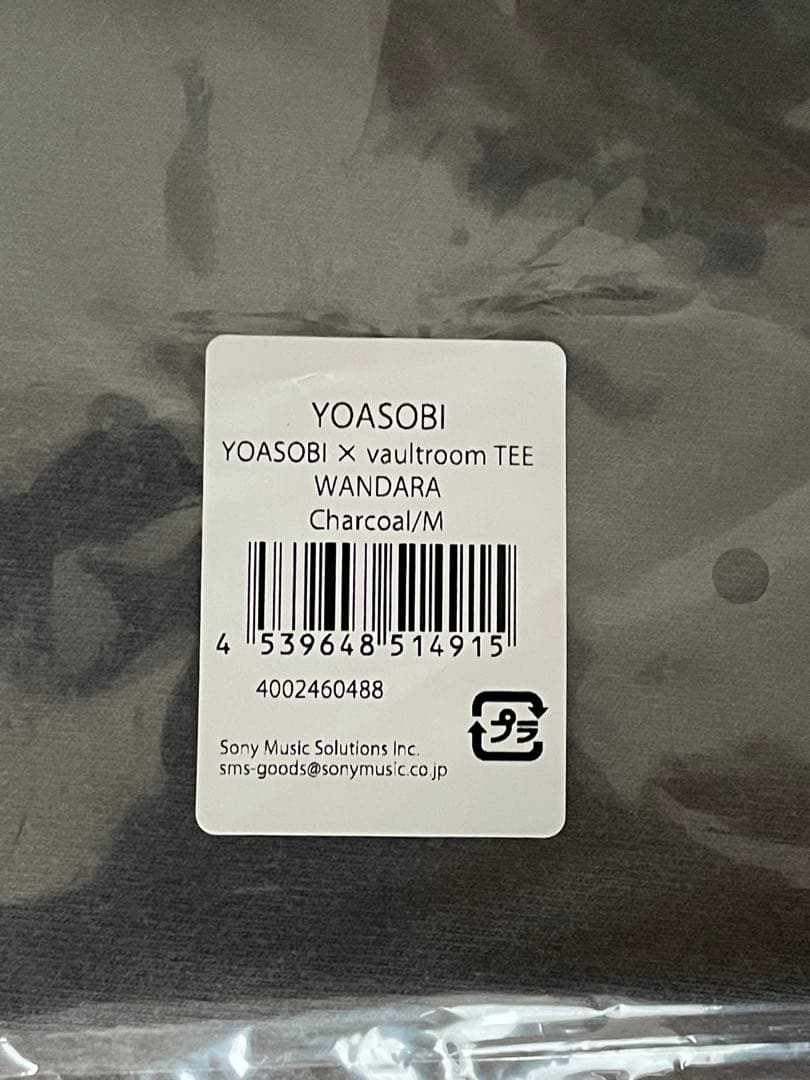 YOASOBI
YOASOBI × vaultroom TEE
WANDARA
Charcoal/M
4 539648 514915
4002460488
プラ
Sony Music Solutions Inc.
sms-goods@sonymusic.co.jp